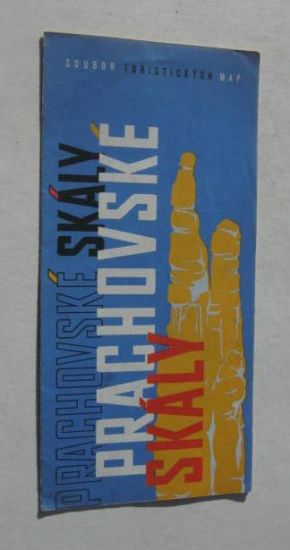 SOUBOR TURISTICKÝCH MAP
PRACHOVSKÉ SKÁLY
PRACHOVSKÉ
SKÁLY